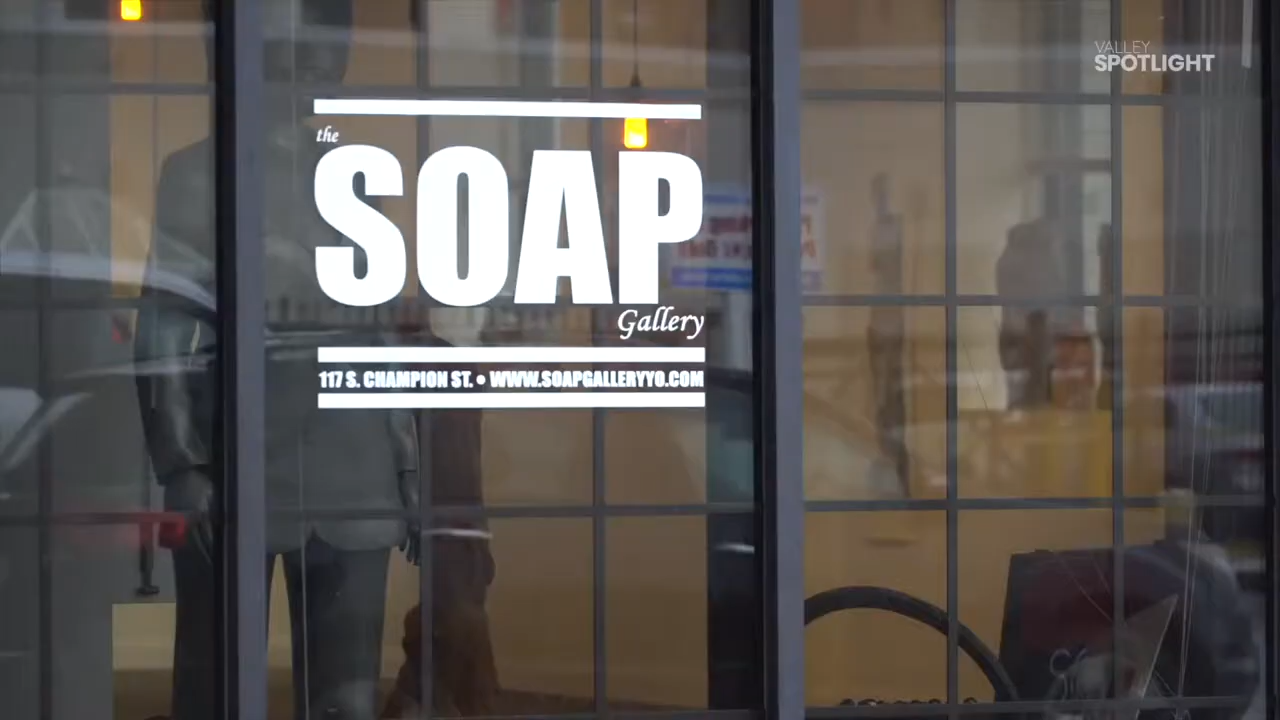 VALLEY
SPOTLIGHT
the
SOAP
Gallery
117 S. CHAMPION ST. • WWW.SOAPGALLERYYO.COM